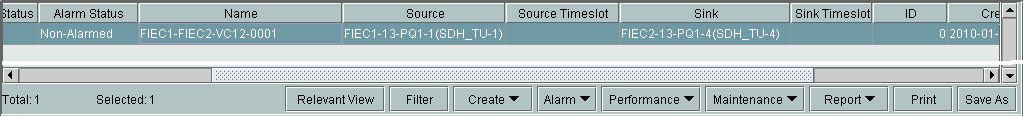 Status Alarm Status Name Source Source Timeslot Sink Sink Timeslot ID Cre
Non-Alarmed FIEC1-FIEC2-VC12-0001 FIEC1-13-PQ1-1(SDH_TU-1) FIEC2-13-PQ1-4(SDH_TU-4) 0 2010-01-
Total: 1 Selected: 1 Relevant View Filter Create Alarm Performance Maintenance Report Print Save As